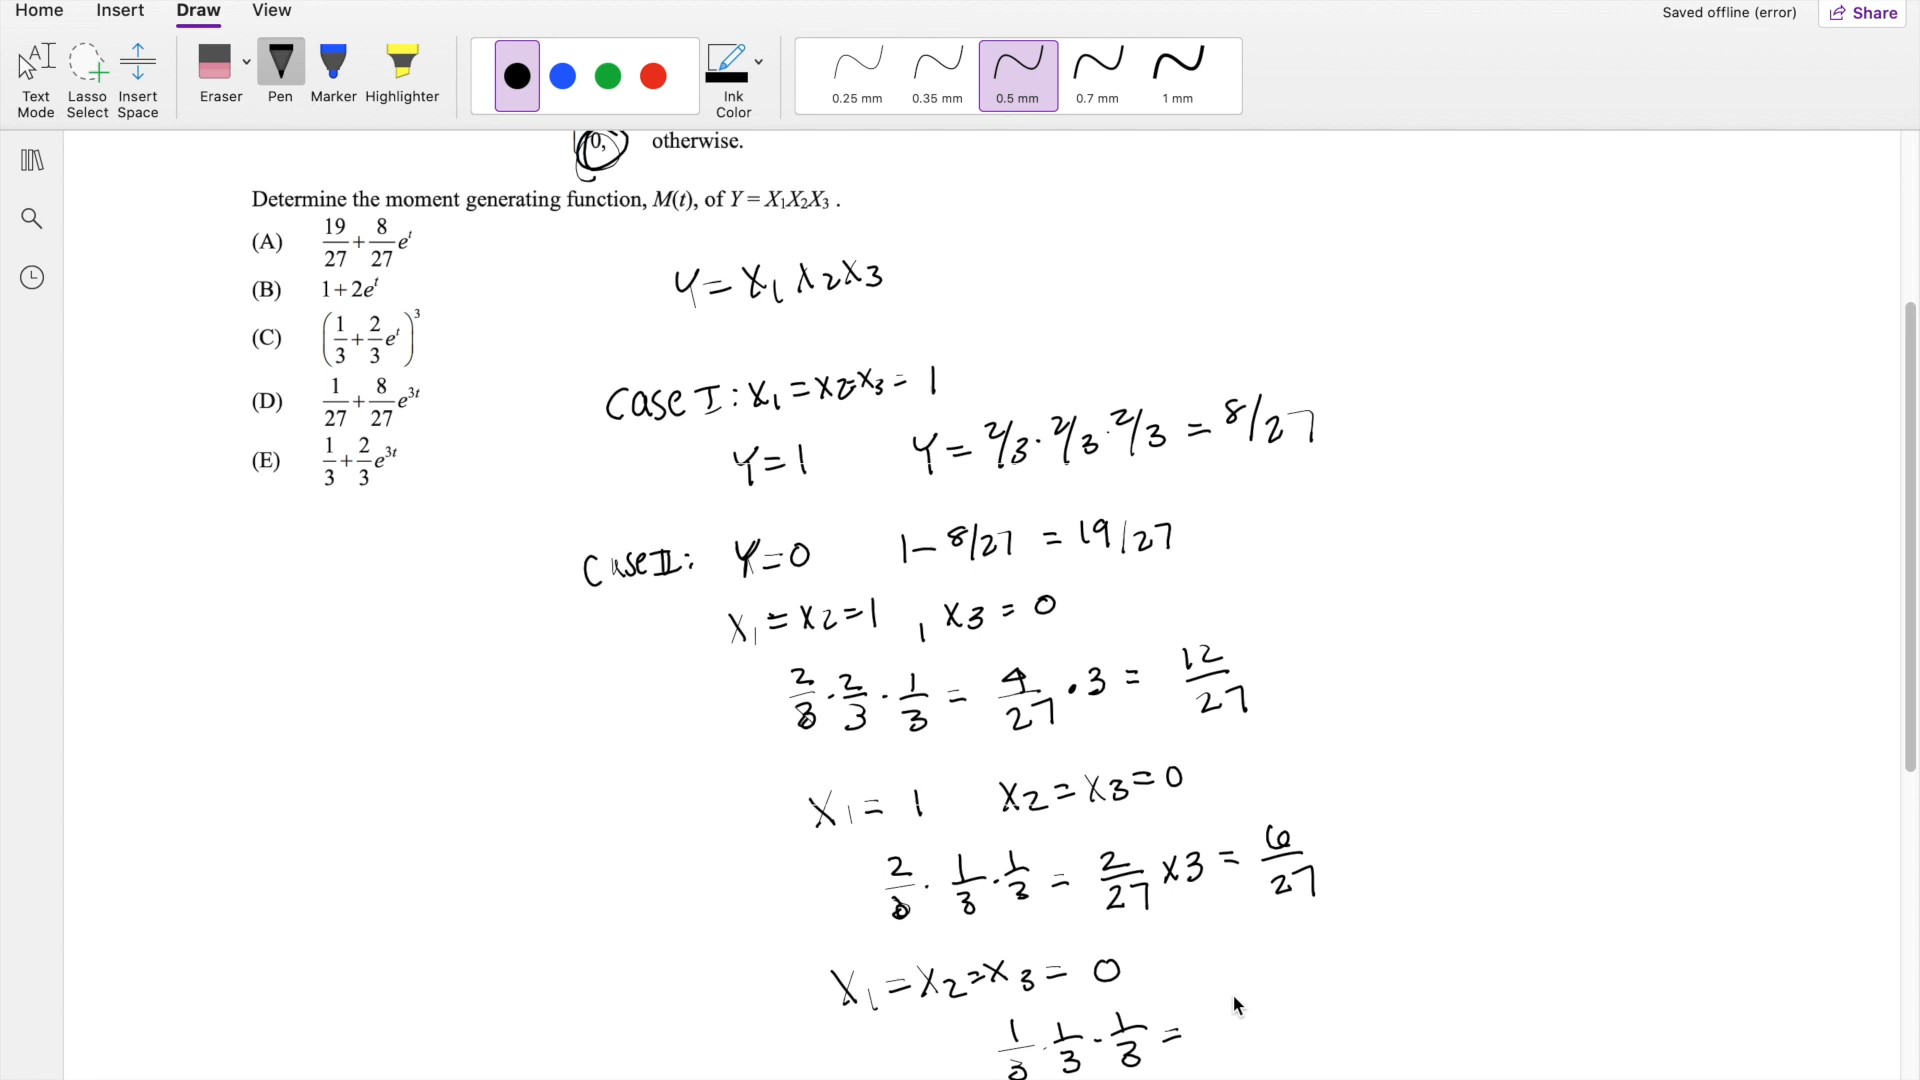 Home Insert Draw View Saved offline (error) Share
Text Mode Lasso Select Insert Space Eraser Pen Marker Highlighter Ink Color 0.25 mm 0.35 mm 0.5 mm 0.7 mm 1 mm
0, otherwise.
Determine the moment generating function, M(t), of Y = X₁X₂X₃ .
(A) 19/27 + 8/27 e^t
(B) 1 + 2e^t
(C) (1/3 + 2/3 e^t)^3
(D) 1/27 + 8/27 e^{3t}
(E) 1/3 + 2/3 e^{3t}
Y = X₁ X₂ X₃
Case I : X₁ = X₂ = X₃ = 1
Y = 1 Y = 2/3 · 2/3 · 2/3 = 8/27
Case II : Y = 0 1 - 8/27 = 19/27
X₁ = X₂ = 1 , X₃ = 0
2/3 · 2/3 · 1/3 = 4/27 · 3 = 12/27
X₁ = 1 X₂ = X₃ = 0
2/3 · 1/3 · 1/3 = 2/27 x 3 = 6/27
X₁ = X₂ = X₃ = 0
1/3 · 1/3 · 1/3 =